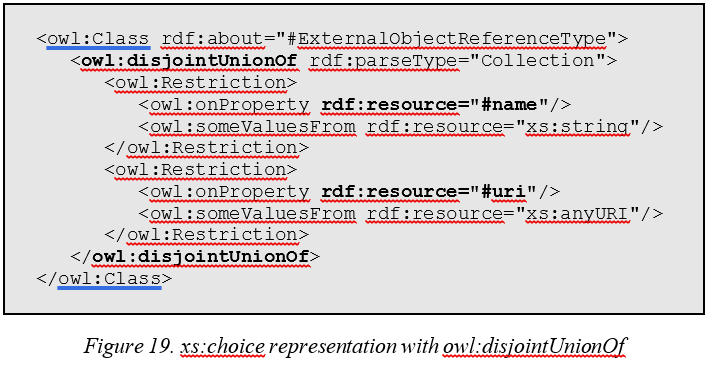 <owl:Class rdf:about="#ExternalObjectReferenceType">
<owl:disjointUnionOf rdf:parseType="Collection">
<owl:Restriction>
<owl:onProperty rdf:resource="#name"/>
<owl:someValuesFrom rdf:resource="xs:string"/>
</owl:Restriction>
<owl:Restriction>
<owl:onProperty rdf:resource="#uri"/>
<owl:someValuesFrom rdf:resource="xs:anyURI"/>
</owl:Restriction>
</owl:disjointUnionOf>
</owl:Class>
Figure 19. xs:choice representation with owl:disjointUnionOf